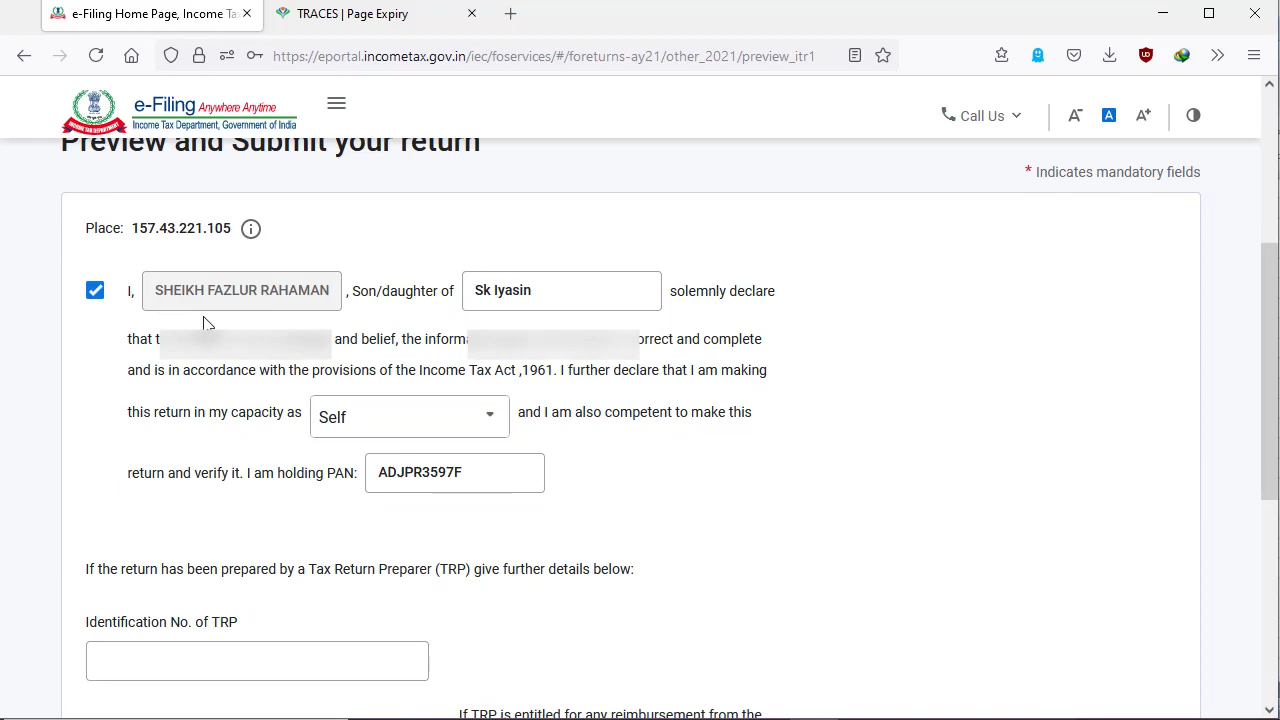 e-Filing Home Page, Income Ta
TRACES | Page Expiry
https://eportal.incometax.gov.in/iec/foservices/#/foreturns-ay21/other_2021/preview_itr1
e-Filing Anywhere Anytime
Income Tax Department, Government of India
Call Us
A-
A
A+
Preview and Submit your return
* Indicates mandatory fields
Place: 157.43.221.105
I, SHEIKH FAZLUR RAHAMAN , Son/daughter of Sk Iyasin solemnly declare
that and belief, the complete
and is in accordance with the provisions of the Income Tax Act ,1961. I further declare that I am making
this return in my capacity as Self and I am also competent to make this
return and verify it. I am holding PAN: ADJPR3597F
If the return has been prepared by a Tax Return Preparer (TRP) give further details below:
Identification No. of TRP
If TRP is entitled for any reimbursement from the